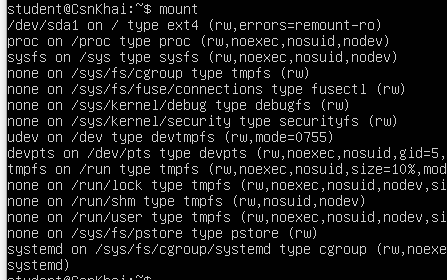 student@CsnKhai:~$ mount
/dev/sda1 on / type ext4 (rw,errors=remount-ro)
proc on /proc type proc (rw,noexec,nosuid,nodev)
sysfs on /sys type sysfs (rw,noexec,nosuid,nodev)
none on /sys/fs/cgroup type tmpfs (rw)
none on /sys/fs/fuse/connections type fusectl (rw)
none on /sys/kernel/debug type debugfs (rw)
none on /sys/kernel/security type securityfs (rw)
udev on /dev type devtmpfs (rw,mode=0755)
devpts on /dev/pts type devpts (rw,noexec,nosuid,gid=5,
tmpfs on /run type tmpfs (rw,noexec,nosuid,size=10%,mod
none on /run/lock type tmpfs (rw,noexec,nosuid,nodev,si
none on /run/shm type tmpfs (rw,nosuid,nodev)
none on /run/user type tmpfs (rw,noexec,nosuid,nodev,si
none on /sys/fs/pstore type pstore (rw)
systemd on /sys/fs/cgroup/systemd type cgroup (rw,noexe
systemd)
student@CsnKhai:~$